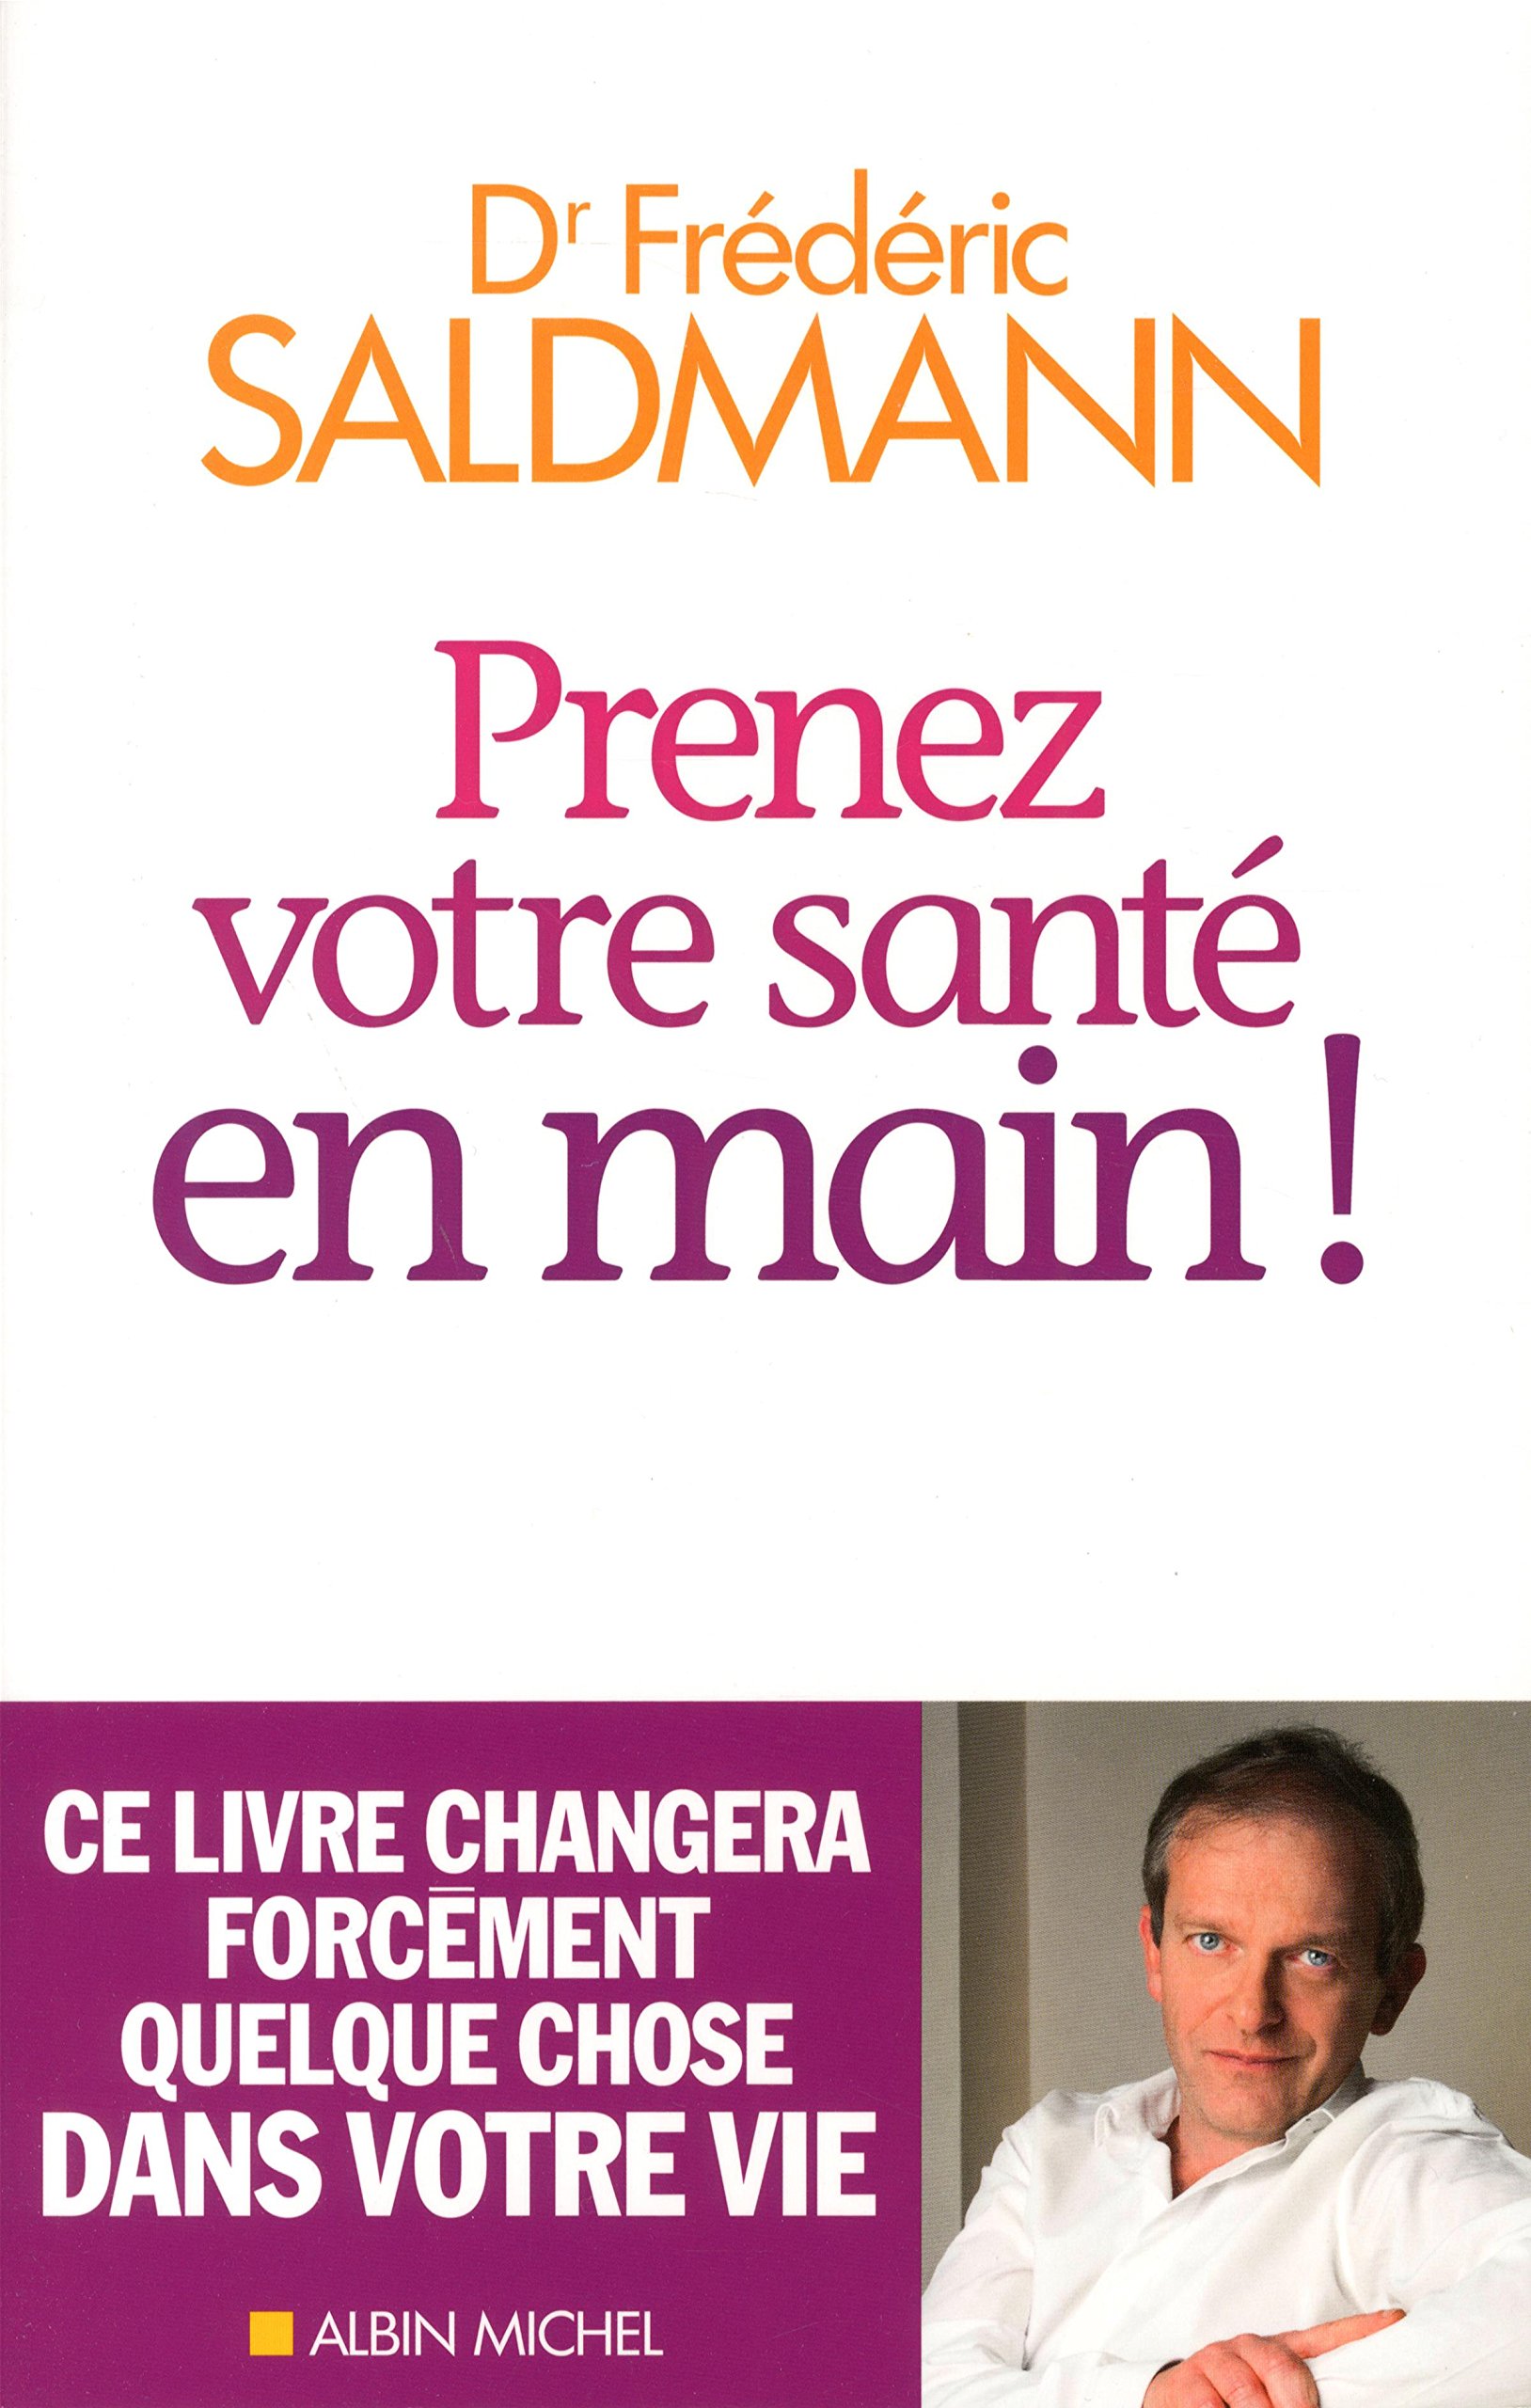 Dr Frédéric
SALDMANN
Prenez
votre santé
en main !
CE LIVRE CHANGERA
FORCĒMENT
QUELQUE CHOSE
DANS VOTRE VIE
ALBIN MICHEL